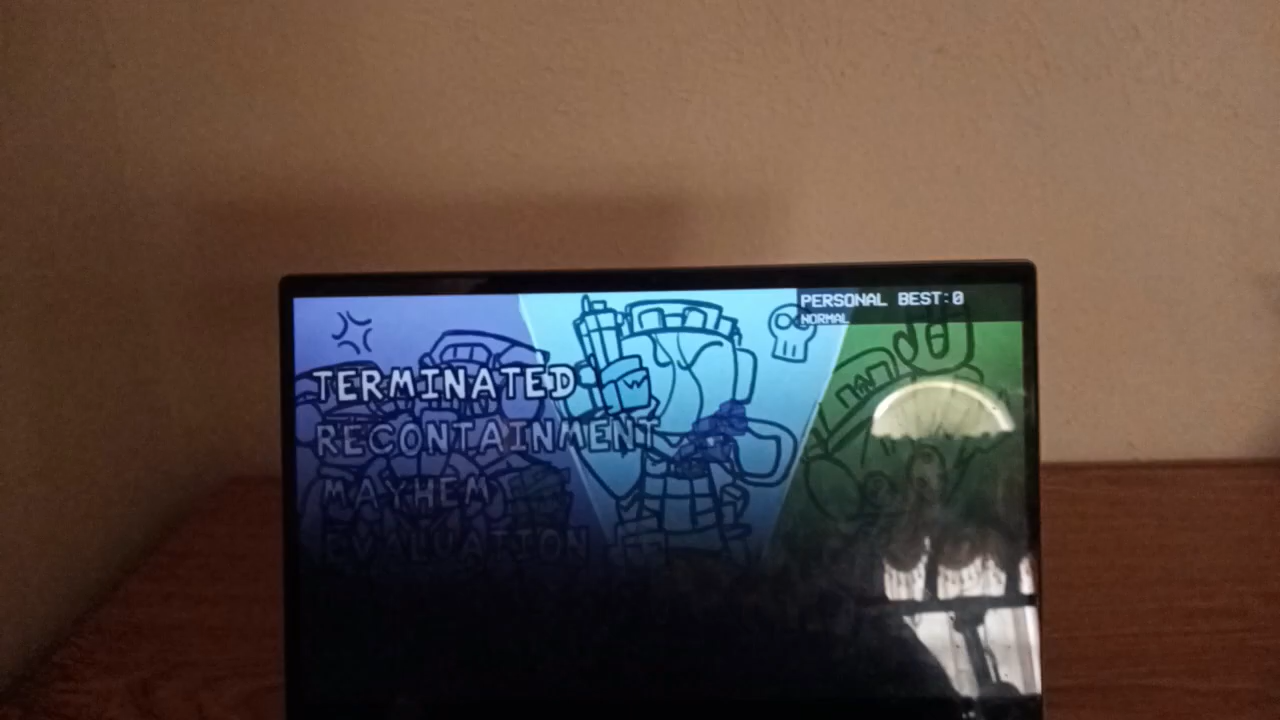 PERSONAL BEST:0
NORMAL
TERMINATED
RECONTAINMENT
MAYHEM
EVALUATION